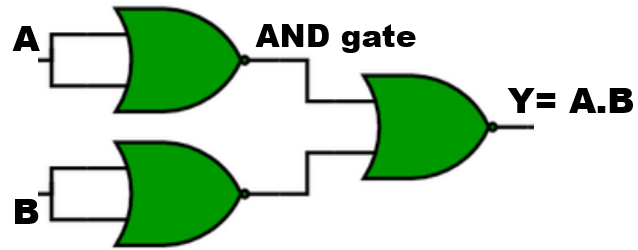 A
AND gate
Y= A.B
B